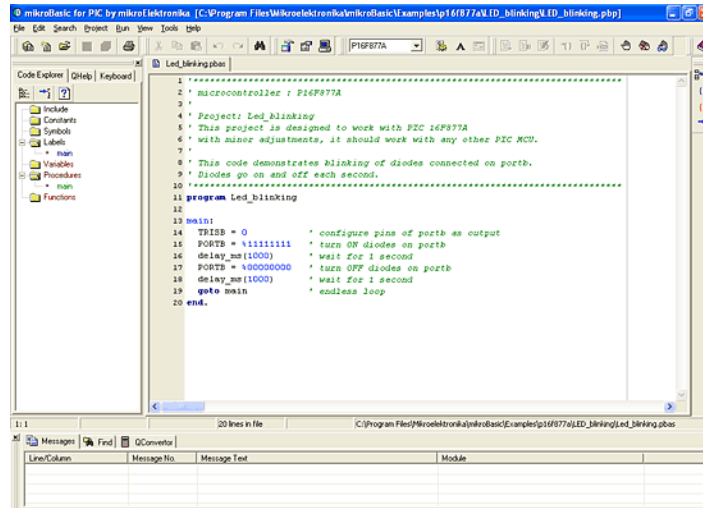 mikroBasic for PIC by mikroElektronika [C:\Program Files\Mikroelektronika\mikroBasic\Examples\p16f877a\LED_blinking\LED_blinking.pbp]
File Edit Search Project Run View Tools Help
P16F877A
Code Explorer QHelp Keyboard
Include
Constants
Symbols
Labels
main
Variables
Procedures
main
Functions
Led_blinking.pbas
1 '*****************************************************************
2 ' microcontroller : P16F877A
3 '
4 ' Project: Led_blinking
5 ' This project is designed to work with PIC 16F877A
6 ' with minor adjustments, it should work with any other PIC MCU.
7 '
8 ' This code demonstrates blinking of diodes connected on portb.
9 ' Diodes go on and off each second.
10 '*****************************************************************
11 program Led_blinking
12
13 main:
14 TRISB = 0 ' configure pins of portb as output
15 PORTB = %11111111 ' turn ON diodes on portb
16 delay_ms(1000) ' wait for 1 second
17 PORTB = %00000000 ' turn OFF diodes on portb
18 delay_ms(1000) ' wait for 1 second
19 goto main ' endless loop
20 end.
1: 1 20 lines in file C:\Program Files\Mikroelektronika\mikroBasic\Examples\p16f877a\LED_blinking\Led_blinking.pbas
Messages Find QConvertor
Line/Column Message No. Message Text Module